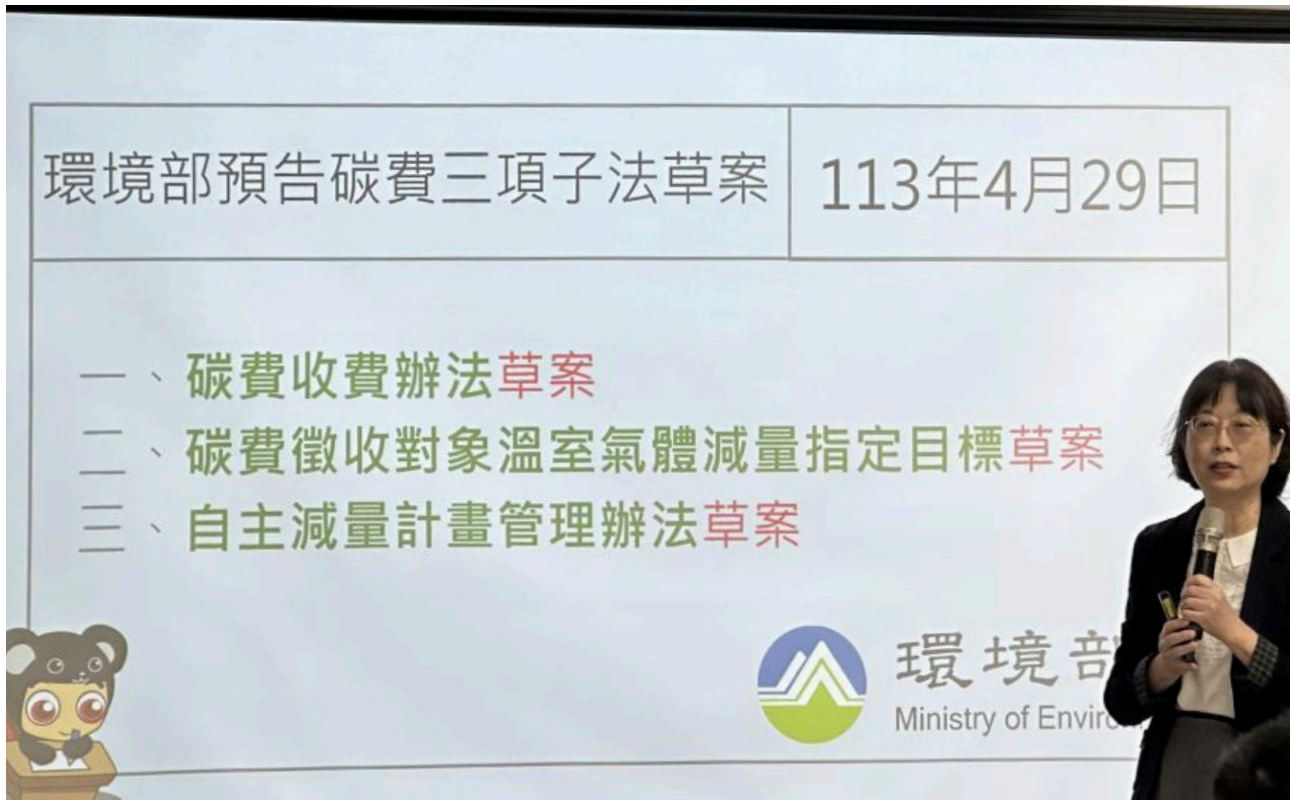 環境部預告碳費三項子法草案
113年4月29日
一、碳費收費辦法草案
二、碳費徵收對象溫室氣體減量指定目標草案
三、自主減量計畫管理辦法草案
環境部
Ministry of